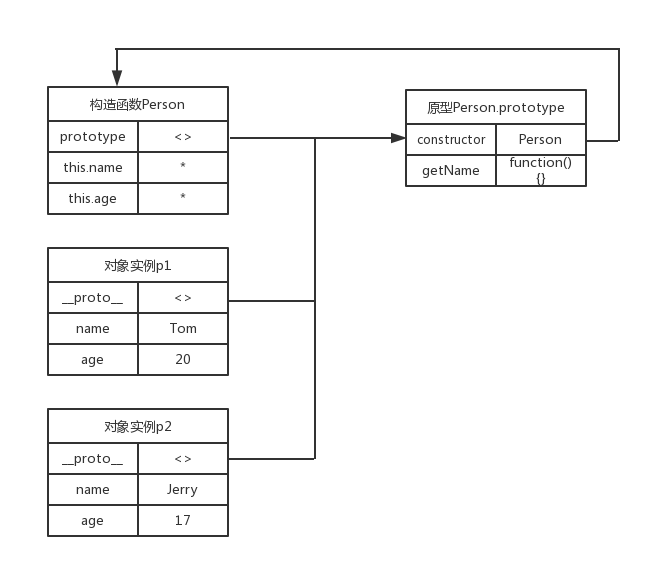 构造函数Person
prototype <>
this.name *
this.age *
原型Person.prototype
constructor Person
getName function()
{}
对象实例p1
__proto__ <>
name Tom
age 20
对象实例p2
__proto__ <>
name Jerry
age 17